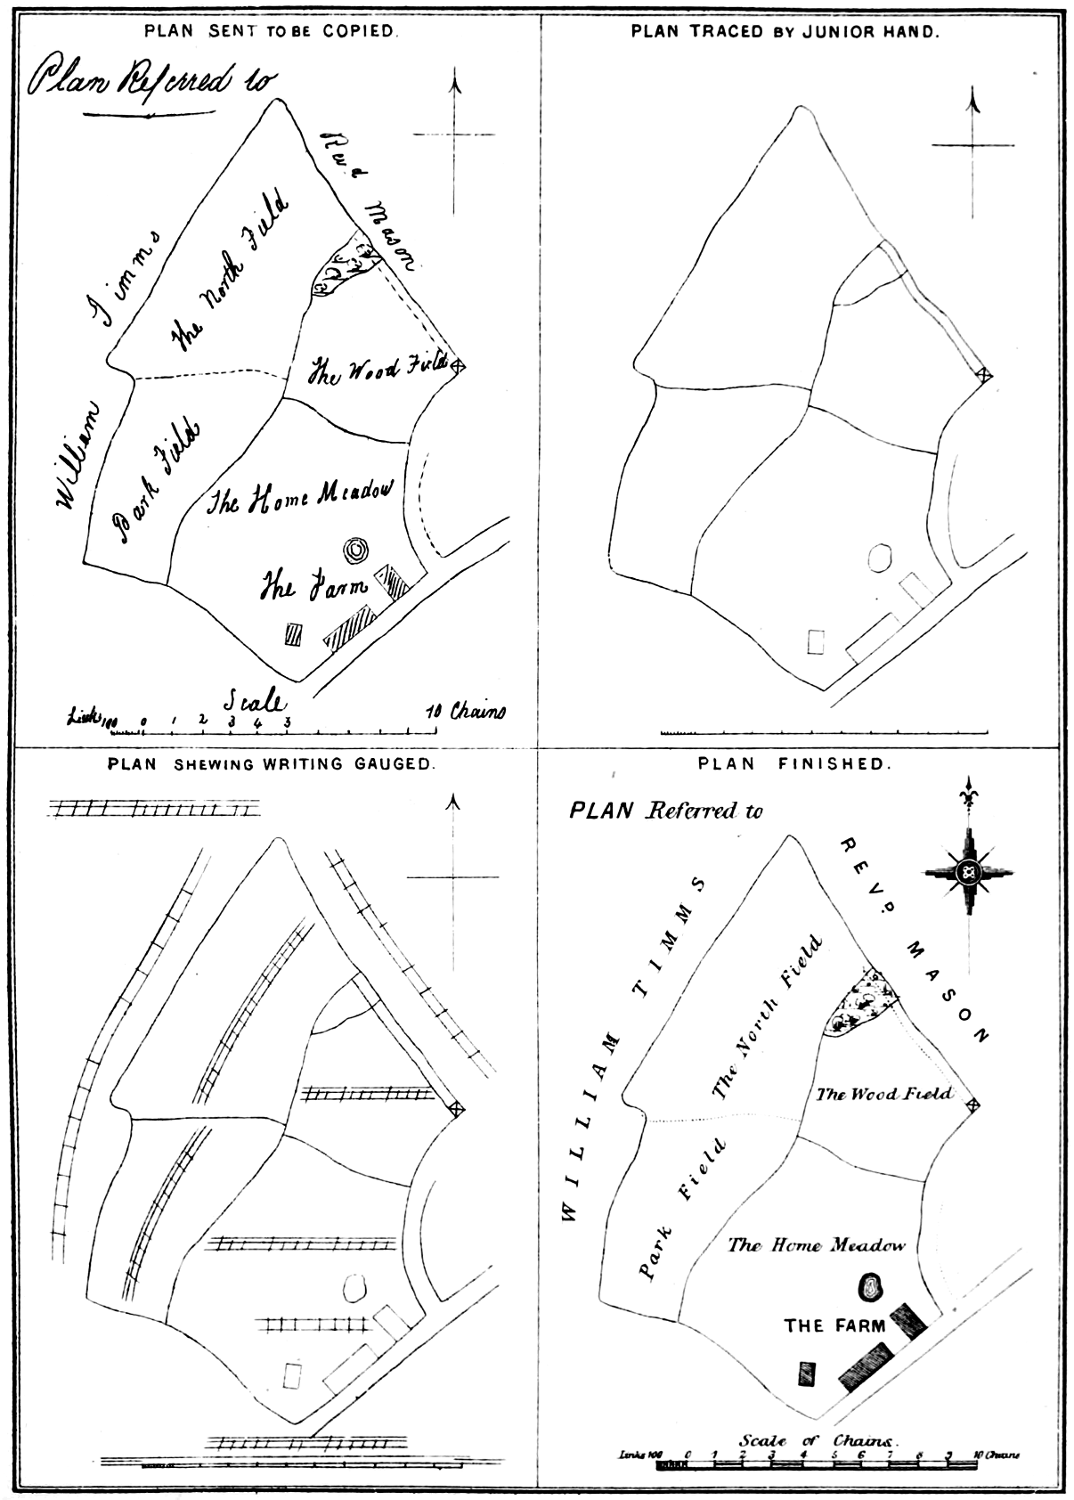 PLAN SENT TO BE COPIED.
Plan Referred to
Revd Mason
William Timms
The North Field
The Wood Field
Park Field
The Home Meadow
The Farm
Scale
Links 100 0 1 2 3 4 3 10 Chains
PLAN TRACED BY JUNIOR HAND.
PLAN SHEWING WRITING GAUGED.
PLAN FINISHED.
PLAN Referred to
REVD. MASON
WILLIAM TIMMS
The North Field
The Wood Field
Park Field
The Home Meadow
THE FARM
Scale of Chains.
Links 100 0 1 2 3 4 5 6 7 8 9 10 Chains